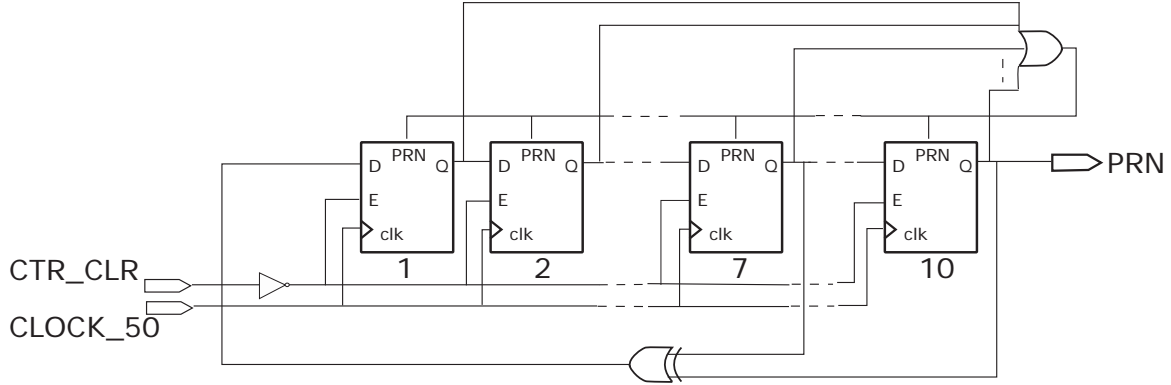 PRN PRN PRN PRN
D Q D Q D Q D Q PRN
E E E E
clk clk clk clk
1 2 7 10
CTR_CLR
CLOCK_50